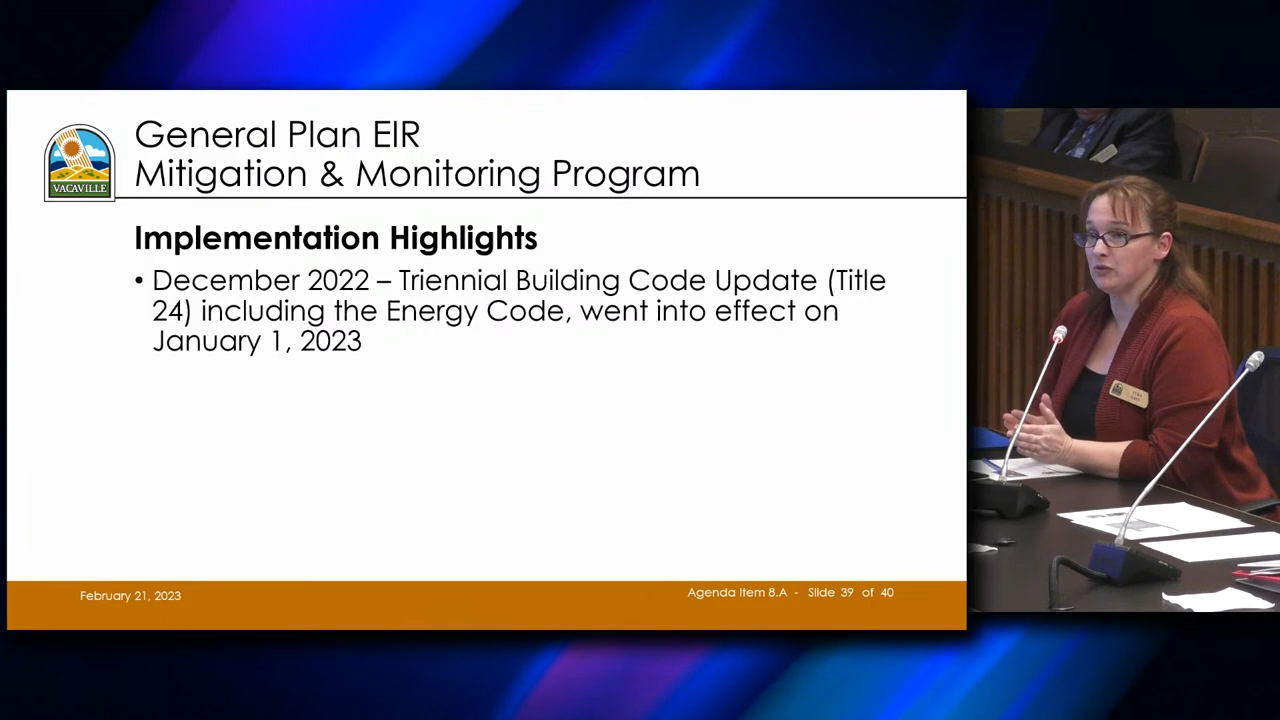 General Plan EIR
Mitigation & Monitoring Program
VACAVILLE
Implementation Highlights
• December 2022 – Triennial Building Code Update (Title
24) including the Energy Code, went into effect on
January 1, 2023
February 21, 2023
Agenda Item 8.A - Slide 39 of 40